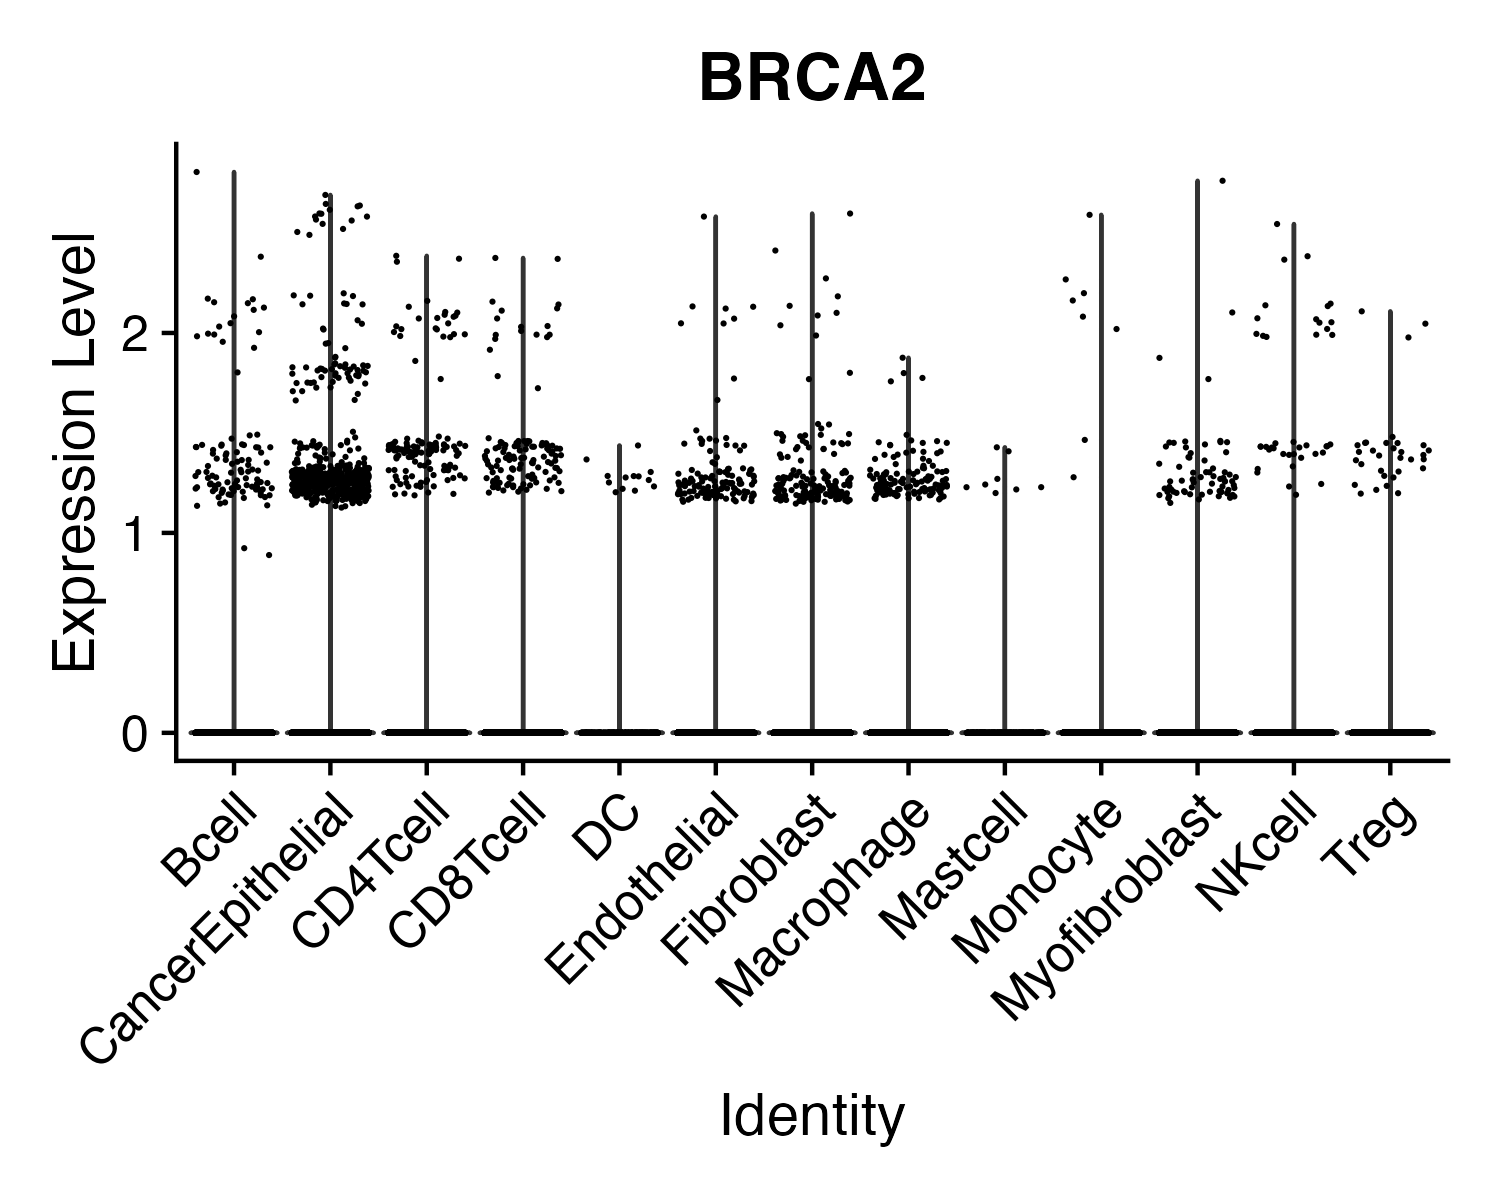 BRCA2
Expression Level
2
1
0
Bcell
CancerEpithelial
CD4Tcell
CD8Tcell
DC
Endothelial
Fibroblast
Macrophage
Mastcell
Monocyte
Myofibroblast
NKcell
Treg
Identity